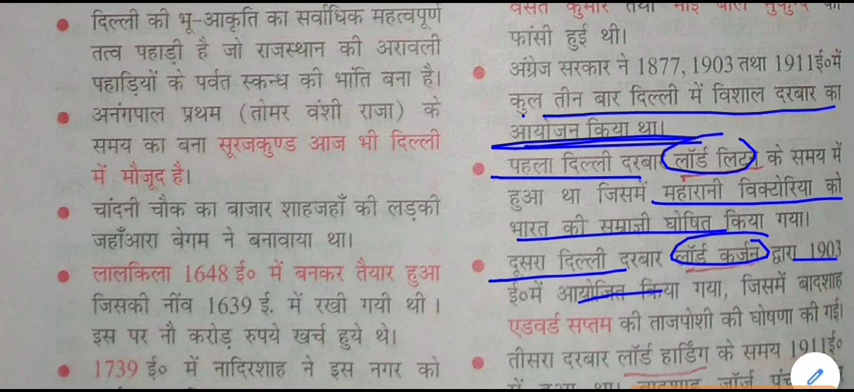 दिल्ली की भू-आकृति का सर्वाधिक महत्वपूर्ण
तत्व पहाड़ी है जो राजस्थान की अरावली
पहाड़ियों के पर्वत स्कन्ध की भांति बना है।
अनंगपाल प्रथम (तोमर वंशी राजा) के
समय का बना सूरजकुण्ड आज भी दिल्ली
में मौजूद है।
चांदनी चौक का बाजार शाहजहाँ की लड़की
जहाँआरा बेगम ने बनावाया था।
लालकिला 1648 ई० में बनकर तैयार हुआ
जिसकी नींव 1639 ई. में रखी गयी थी।
इस पर नौ करोड़ रुपये खर्च हुये थे।
1739 ई० में नादिरशाह ने इस नगर को
फांसी हुई थी।
अंग्रेज सरकार ने 1877, 1903 तथा 1911ई०में
कुल तीन बार दिल्ली में विशाल दरबार का
आयोजन किया था।
पहला दिल्ली दरबार लॉर्ड लिटन के समय में
हुआ था जिसमें महारानी विक्टोरिया को
भारत की सम्राज्ञी घोषित किया गया।
दूसरा दिल्ली दरबार लॉर्ड कर्जन द्वारा 1903
ई०में आयोजित किया गया, जिसमें बादशाह
एडवर्ड सप्तम की ताजपोशी की घोषणा की गई।
तीसरा दरबार लॉर्ड हार्डिंग के समय 1911ई०